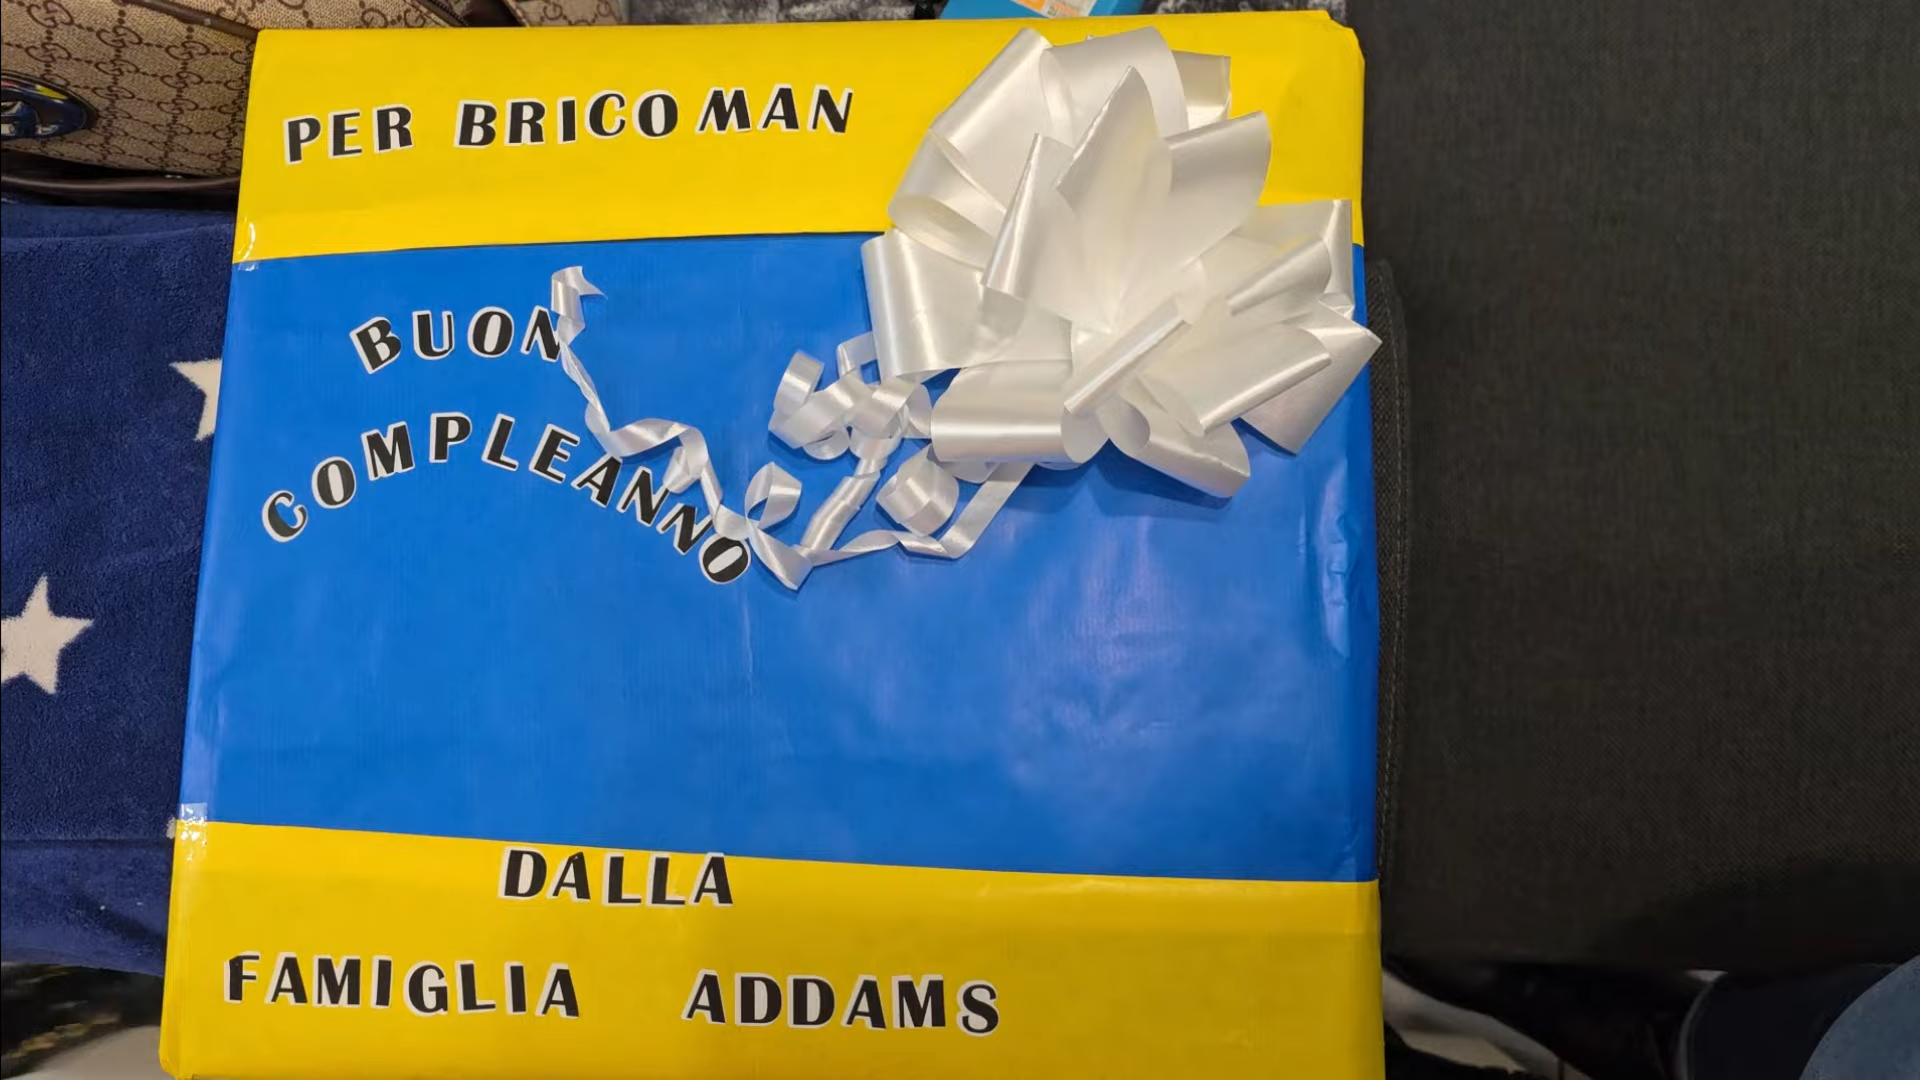 PER BRICOMAN
BUON
COMPLEANNO
DALLA
FAMIGLIA ADDAMS